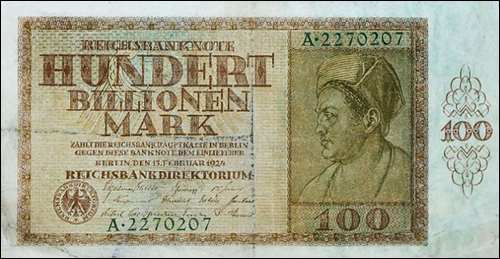 A·2270207
REICHSBANKNOTE
HUNDERT
BILLIONEN
MARK
ZAHLT DIE REICHSBANKHAUPTKASSE IN BERLIN
GEGEN DIESE BANKNOTE DEM EINLIEFERER
BERLIN, DEN 15. FEBRUAR 1924
REICHSBANKDIREKTORIUM
A·2270207
100
100